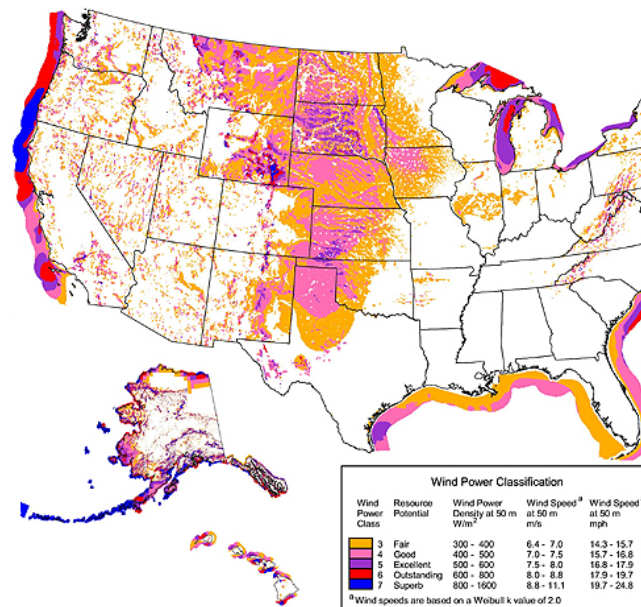 Wind Power Classification
Wind Power Class Resource Potential Wind Power Density at 50 m W/m² Wind Speed a at 50 m m/s Wind Speed at 50 m mph
3 Fair 300 - 400 6.4 - 7.0 14.3 - 15.7
4 Good 400 - 500 7.0 - 7.5 15.7 - 16.8
5 Excellent 500 - 600 7.5 - 8.0 16.8 - 17.9
6 Outstanding 600 - 800 8.0 - 8.8 17.9 - 19.7
7 Superb 800 - 1600 8.8 - 11.1 19.7 - 24.8
a Wind speeds are based on a Weibull k value of 2.0